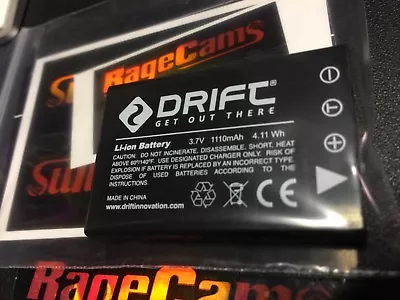 RageCams
DRIFT
GET OUT THERE
Li-Ion Battery 3.7V 1110mAh 4.11 Wh
CAUTION: DO NOT INCINERATE. DISASSEMBLE. SHORT. HEAT
ABOVE 60°/140°F. USE SPECIFIED CHARGER. RISK OF
EXPLOSION IF BATTERY IS REPLACED BY AN INCORRECT TYPE
DISPOSE OF USED BATTERIES ACCORDING TO THE
INSTRUCTIONS.
MADE IN CHINA
www.driftinnovation.com
CE
RageCams